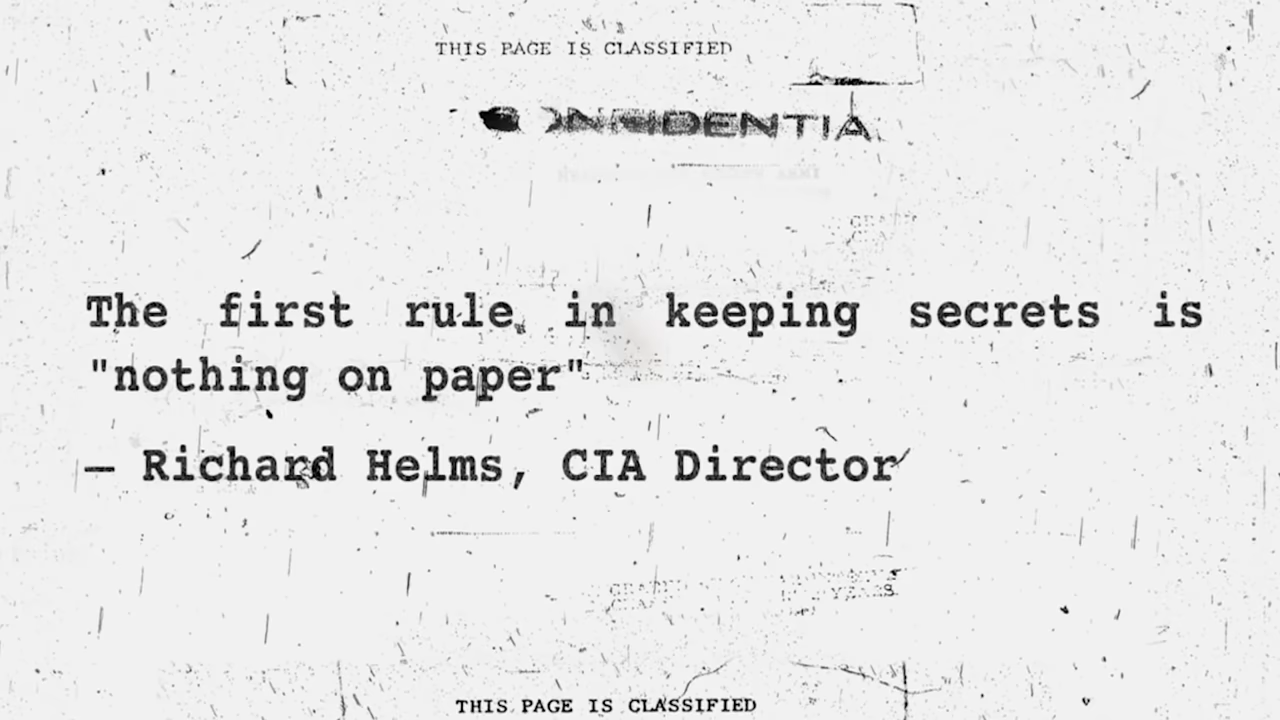 THIS PAGE IS CLASSIFIED
CONFIDENTIA
The first rule in keeping secrets is
"nothing on paper"
— Richard Helms, CIA Director
THIS PAGE IS CLASSIFIED